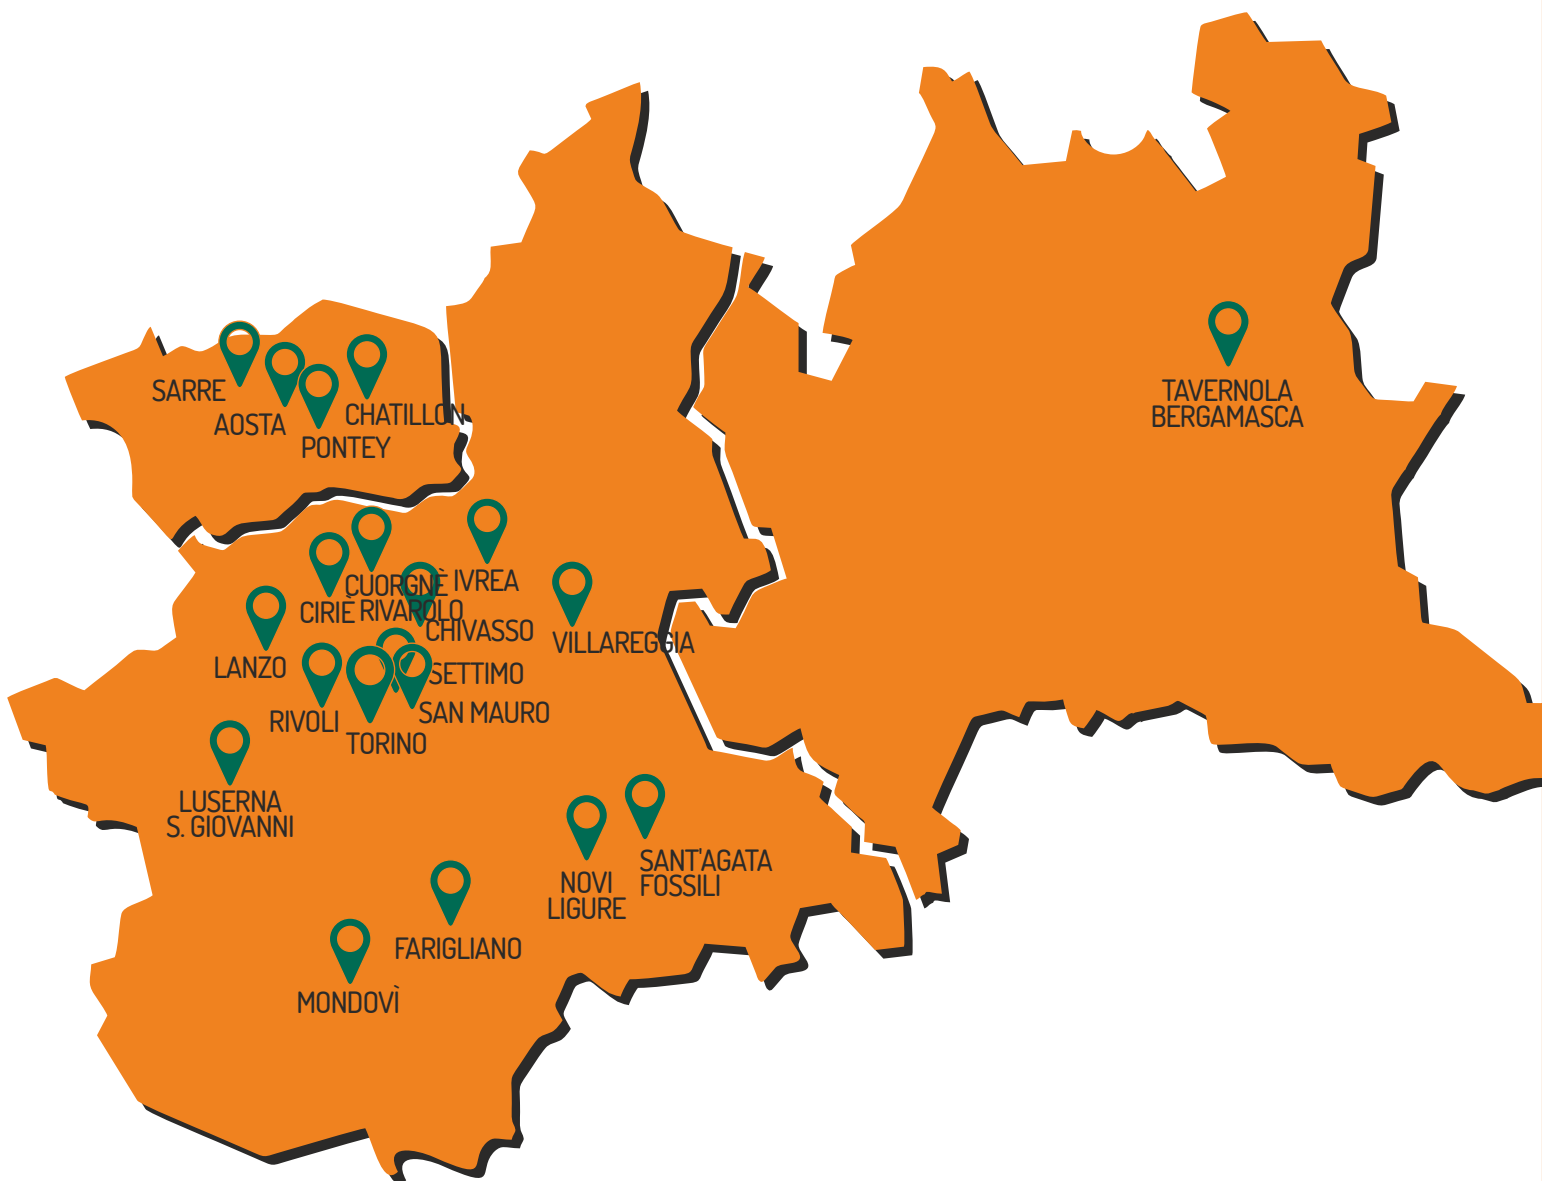 SARRE
AOSTA
CHATILLON
PONTEY
TAVERNOLA
BERGAMASCA
CUORGNÈ
IVREA
CIRIÈ
RIVAROLO
CHIVASSO
VILLAREGGIA
LANZO
SETTIMO
RIVOLI
SAN MAURO
TORINO
LUSERNA
S. GIOVANNI
SANT'AGATA
FOSSILI
NOVI
LIGURE
FARIGLIANO
MONDOVÌ